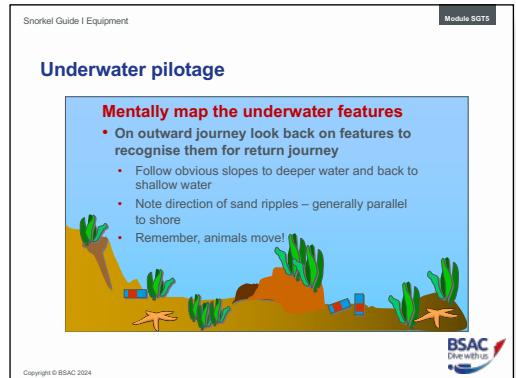 Snorkel Guide I Equipment
Module SGT5
Underwater pilotage
Mentally map the underwater features
• On outward journey look back on features to
recognise them for return journey
• Follow obvious slopes to deeper water and back to
shallow water
• Note direction of sand ripples – generally parallel
to shore
• Remember, animals move!
BSAC
Dive with us
Copyright © BSAC 2024